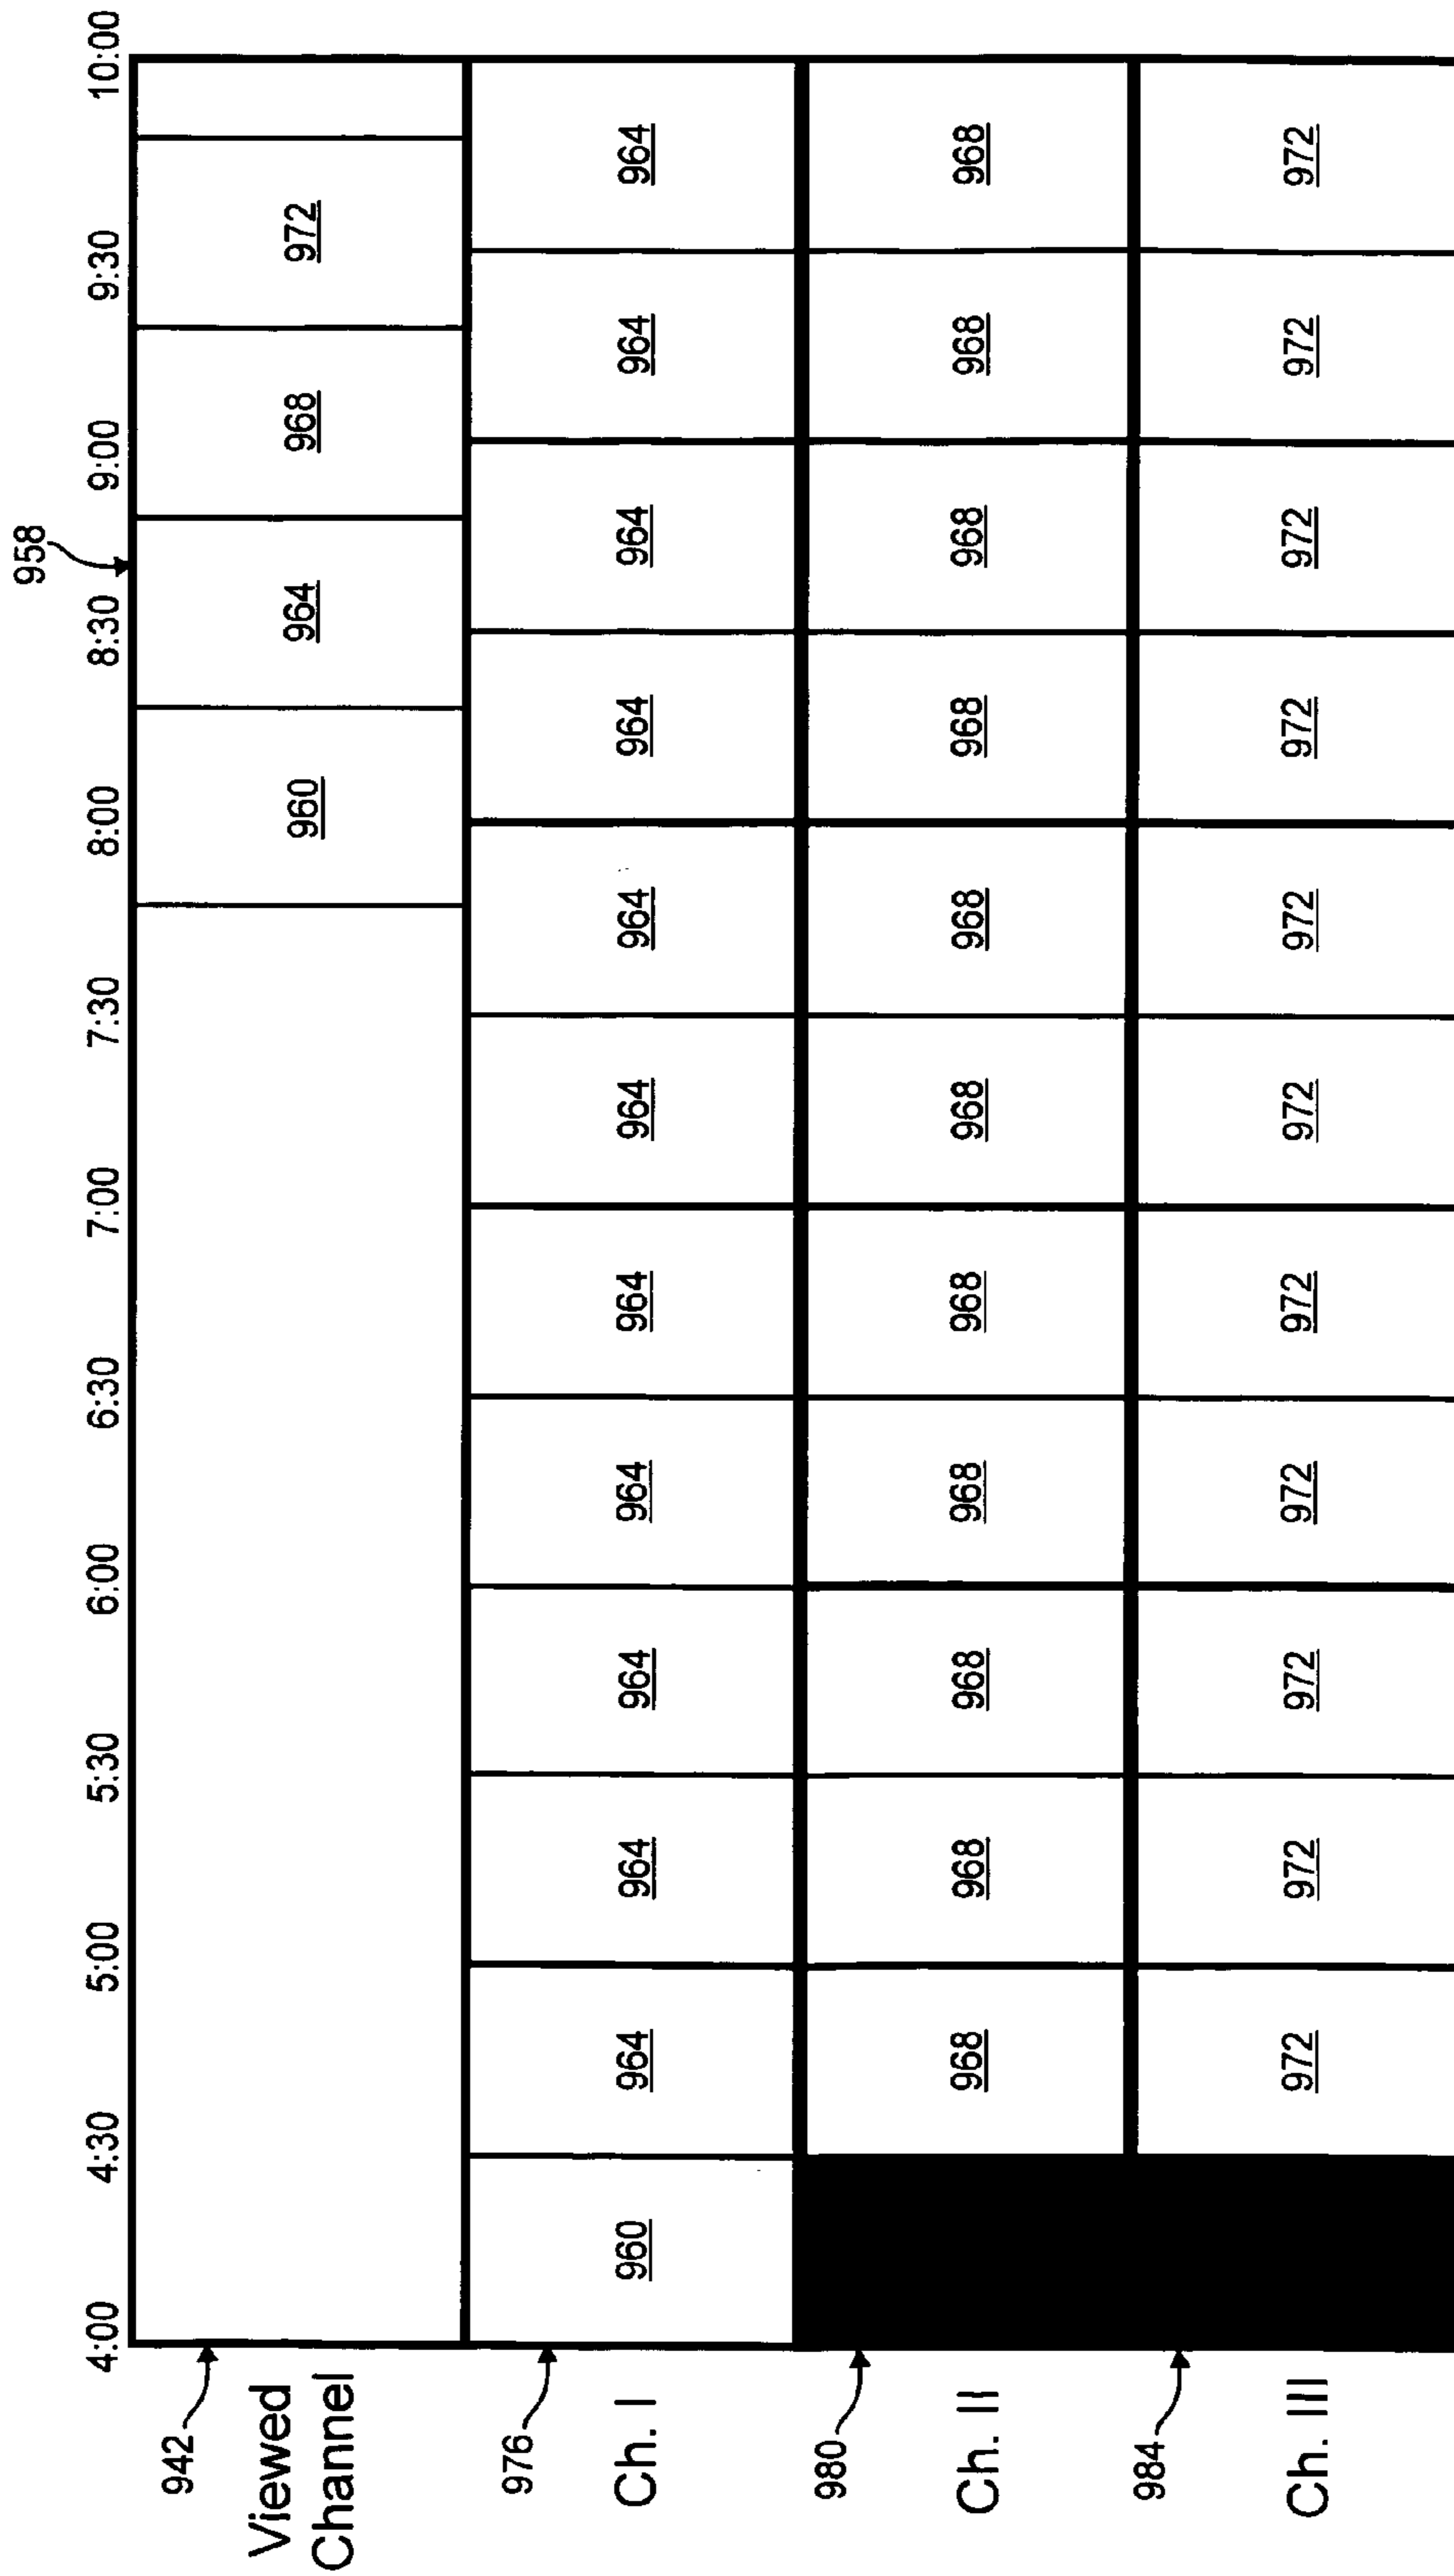 958
4:00 4:30 5:00 5:30 6:00 6:30 7:00 7:30 8:00 8:30 9:00 9:30 10:00
942
Viewed
Channel
960 964 968 972
976
Ch. I 960 964 964 964 964 964 964 964 964 964 964 964
980
Ch. II 968 968 968 968 968 968 968 968 968 968 968
984
Ch. III 972 972 972 972 972 972 972 972 972 972 972